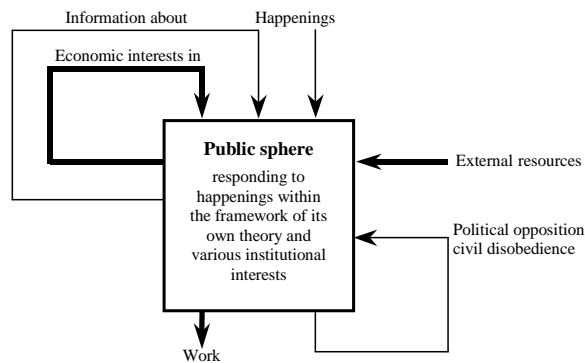 Information about
Happenings
Economic interests in
Public sphere
responding to
happenings within
the framework of its
own theory and
various institutional
interests
External resources
Political opposition
civil disobedience
Work